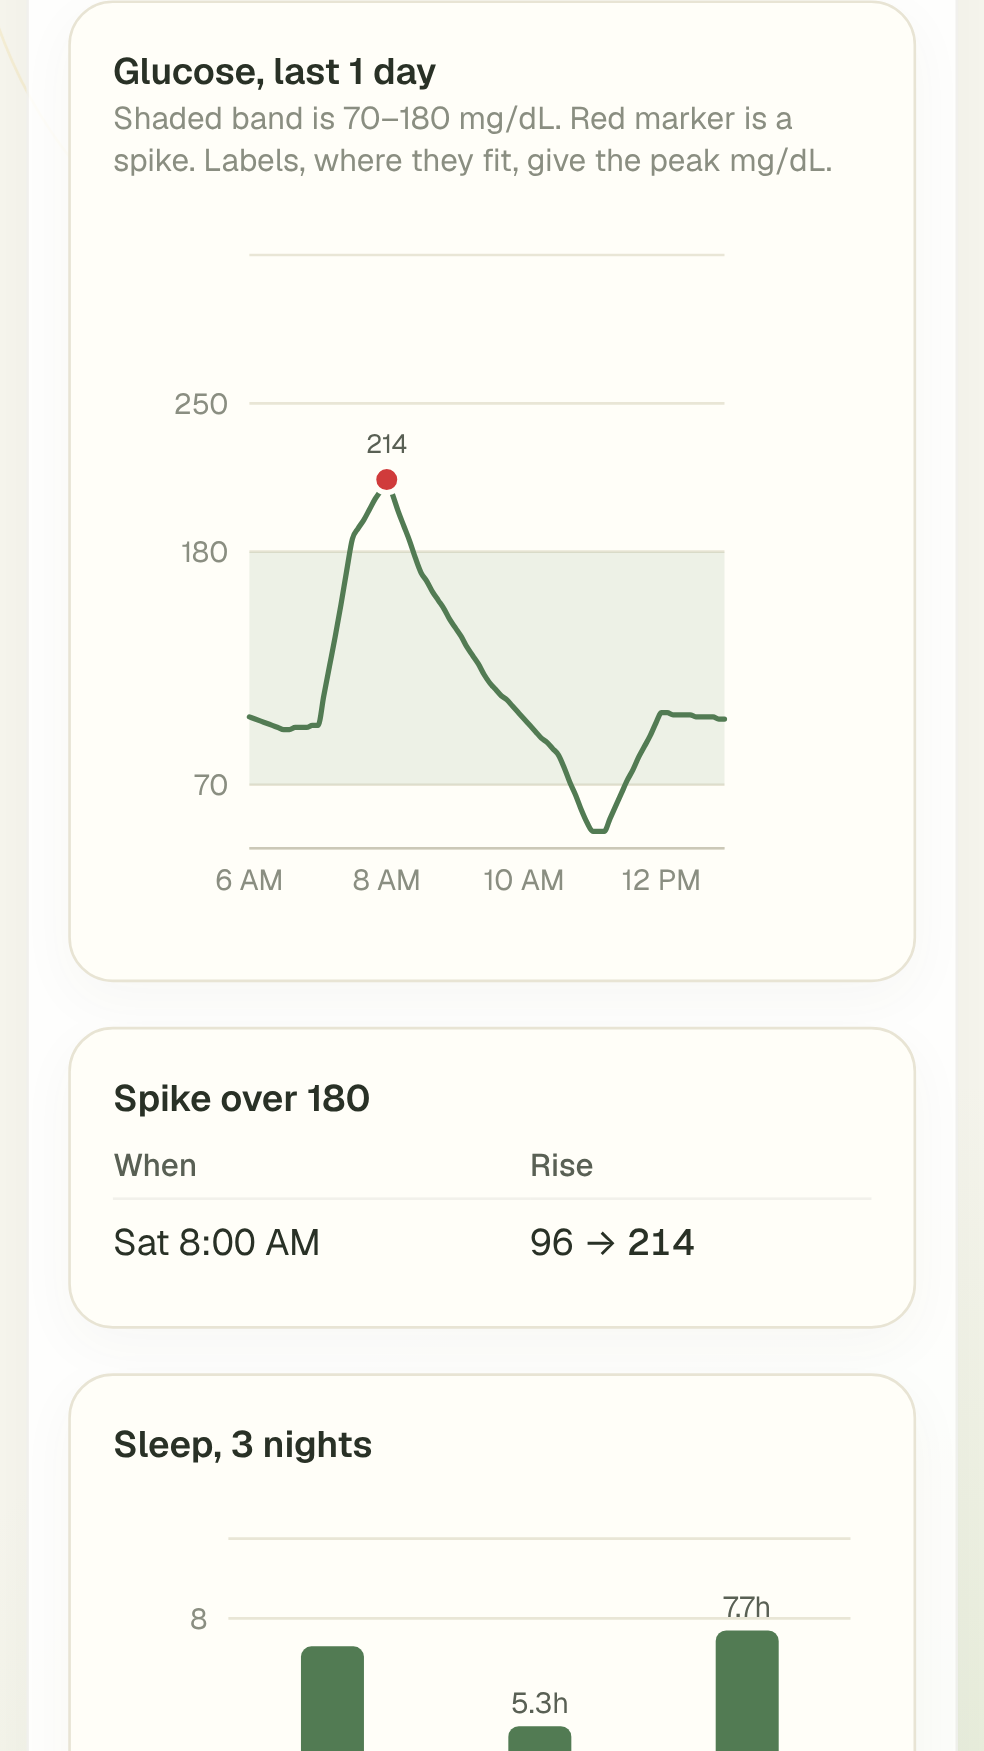 Glucose, last 1 day
Shaded band is 70–180 mg/dL. Red marker is a
spike. Labels, where they fit, give the peak mg/dL.
250
214
180
70
6 AM 8 AM 10 AM 12 PM
Spike over 180
When Rise
Sat 8:00 AM 96 → 214
Sleep, 3 nights
7.7h
8
5.3h